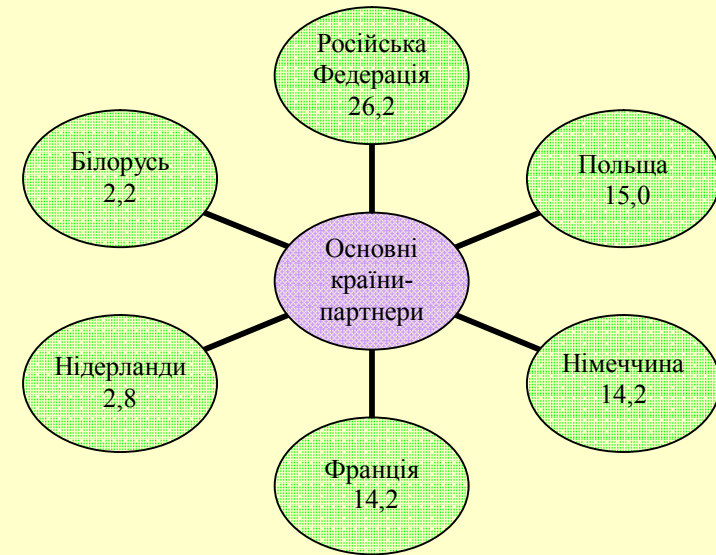 Російська
Федерація
26,2
Білорусь
2,2
Польща
15,0
Основні
країни-
партнери
Нідерланди
2,8
Німеччина
14,2
Франція
14,2